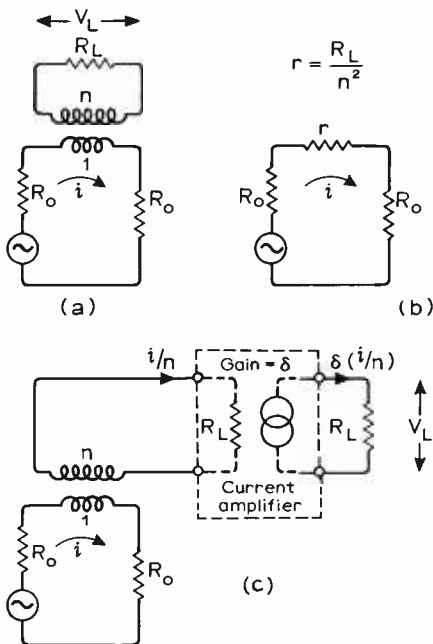 V_L
R_L
n
1
R_o
i
R_o
(a)
r = R_L / n²
r
R_o
i
R_o
(b)
i/n
Gain = δ
δ(i/n)
n
R_L
R_L
V_L
1
Current
amplifier
R_o
i
R_o
(c)